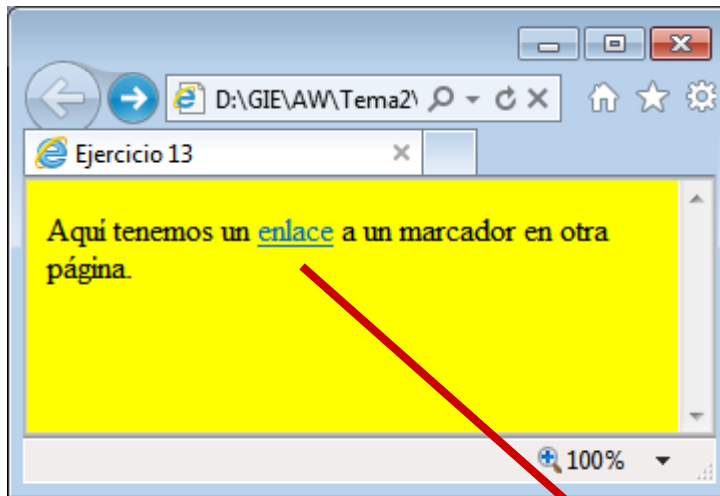 D:\GIE\AW\Tema2\
Ejercicio 13
Aquí tenemos un enlace a un marcador en otra
página.
100%